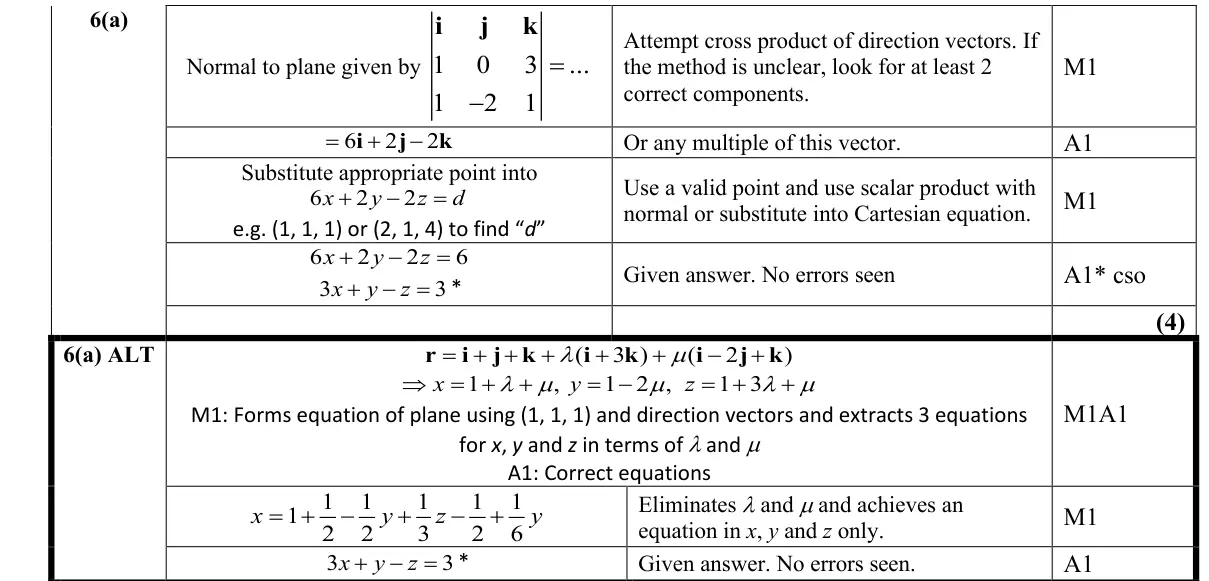 6(a)
Normal to plane given by | i j k |
| 1 0 3 | = ...
| 1 −2 1 |
Attempt cross product of direction vectors. If
the method is unclear, look for at least 2
correct components.
M1
= 6i + 2j − 2k
Or any multiple of this vector.
A1
Substitute appropriate point into
6x + 2y − 2z = d
e.g. (1, 1, 1) or (2, 1, 4) to find “d”
Use a valid point and use scalar product with
normal or substitute into Cartesian equation.
M1
6x + 2y − 2z = 6
3x + y − z = 3 *
Given answer. No errors seen
A1* cso
(4)
6(a) ALT
r = i + j + k + λ(i + 3k) + μ(i − 2j + k)
⇒ x = 1 + λ + μ, y = 1 − 2μ, z = 1 + 3λ + μ
M1: Forms equation of plane using (1, 1, 1) and direction vectors and extracts 3 equations
for x, y and z in terms of λ and μ
A1: Correct equations
M1A1
x = 1 + 1/2 − 1/2 y + 1/3 z − 1/2 + 1/6 y
Eliminates λ and μ and achieves an
equation in x, y and z only.
M1
3x + y − z = 3 *
Given answer. No errors seen.
A1